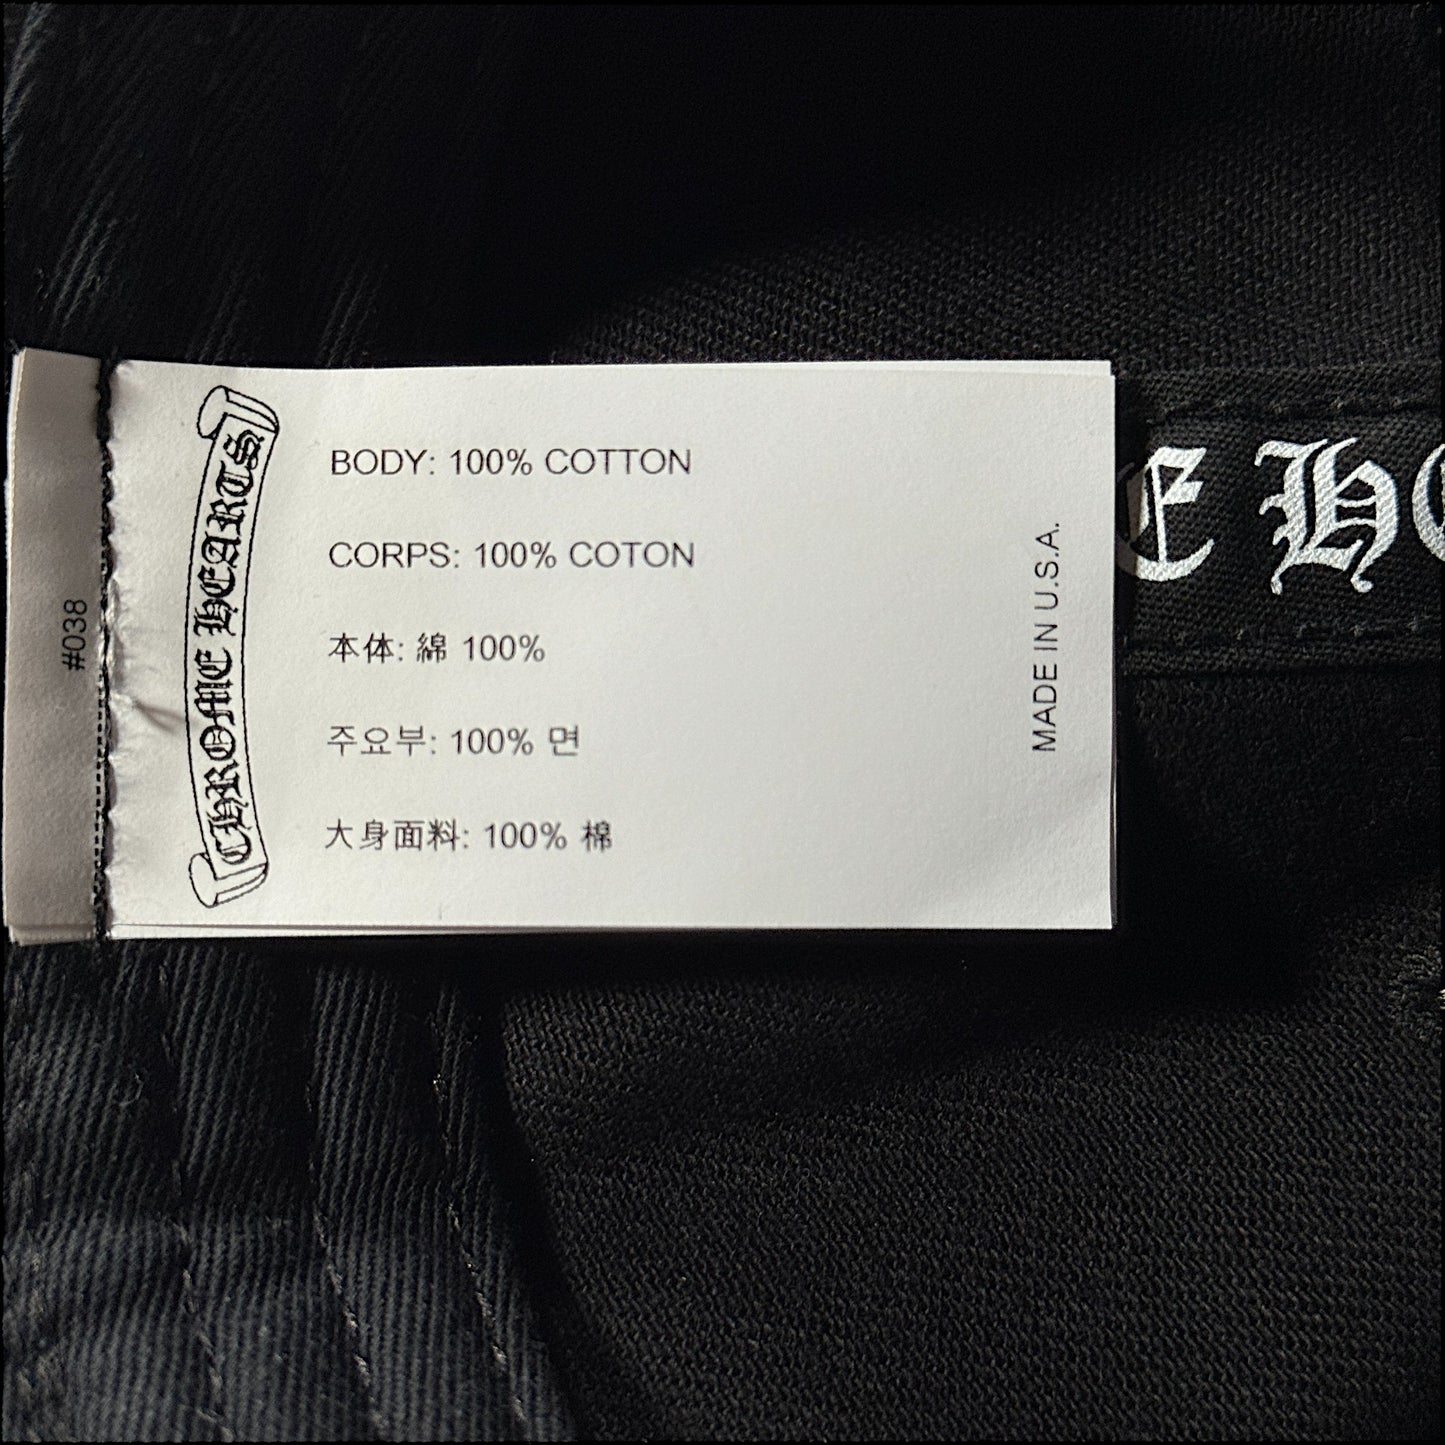 #038
CHROME HEARTS
BODY: 100% COTTON
CORPS: 100% COTON
本体: 綿 100%
주요부: 100% 면
大身面料: 100% 棉
MADE IN U.S.A.
E H